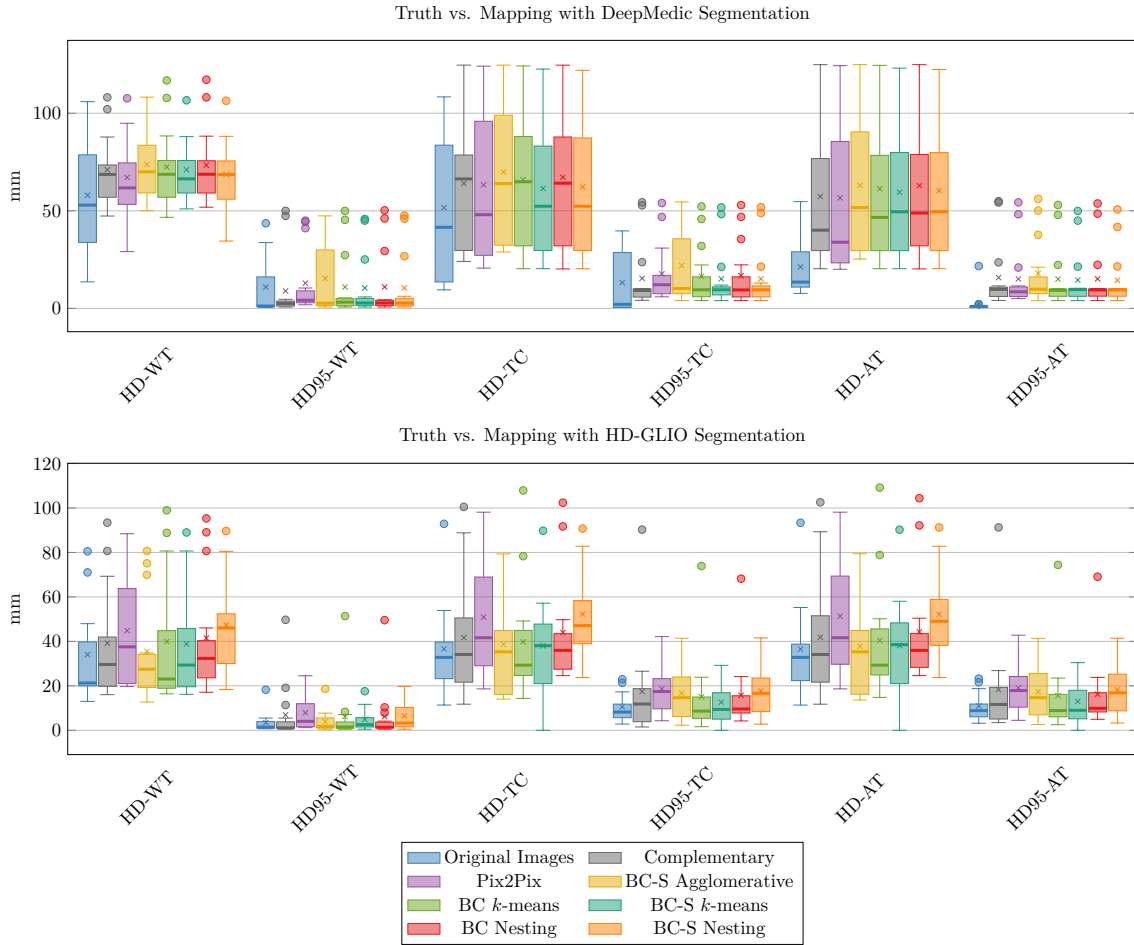 Truth vs. Mapping with DeepMedic Segmentation
100
50
0
mm
HD-WT
HD95-WT
HD-TC
HD95-TC
HD-AT
HD95-AT
Truth vs. Mapping with HD-GLIO Segmentation
120
100
80
60
40
20
0
mm
HD-WT
HD95-WT
HD-TC
HD95-TC
HD-AT
HD95-AT
Original Images Complementary
Pix2Pix BC-S Agglomerative
BC k-means BC-S k-means
BC Nesting BC-S Nesting